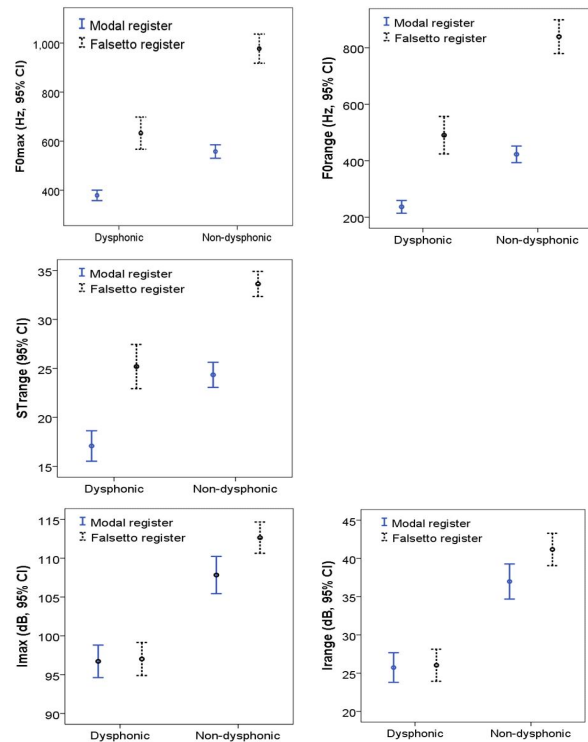 F0max (Hz, 95% CI)
Modal register
Falsetto register
1,000
800
600
400
Dysphonic
Non-dysphonic
F0range (Hz, 95% CI)
Modal register
Falsetto register
800
600
400
200
Dysphonic
Non-dysphonic
STrange (95% CI)
Modal register
Falsetto register
35
30
25
20
15
Dysphonic
Non-dysphonic
Imax (dB, 95% CI)
Modal register
Falsetto register
115
110
105
100
95
90
Dysphonic
Non-dysphonic
Irange (dB, 95% CI)
Modal register
Falsetto register
45
40
35
30
25
20
Dysphonic
Non-dysphonic